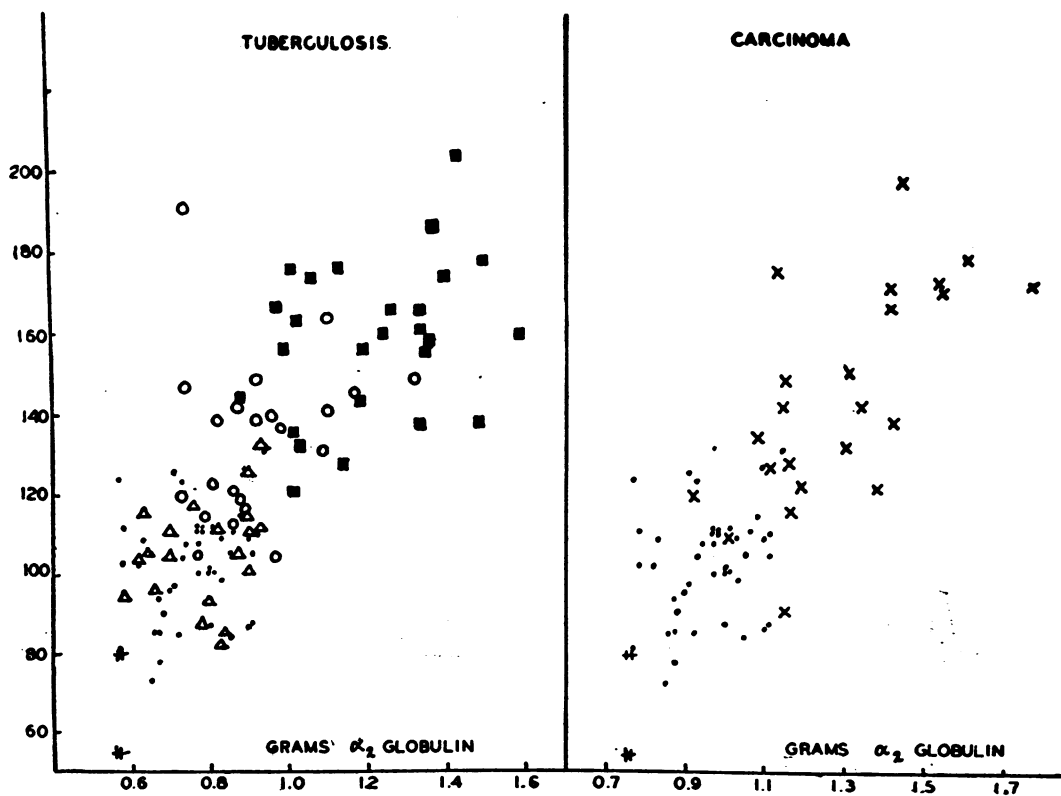 TUBERCULOSIS.
CARCINOMA
200
180
160
140
120
100
80
60
GRAMS α₂ GLOBULIN
GRAMS α₂ GLOBULIN
0.6 0.8 1.0 1.2 1.4 1.6 0.7 0.9 1.1 1.3 1.5 1.7